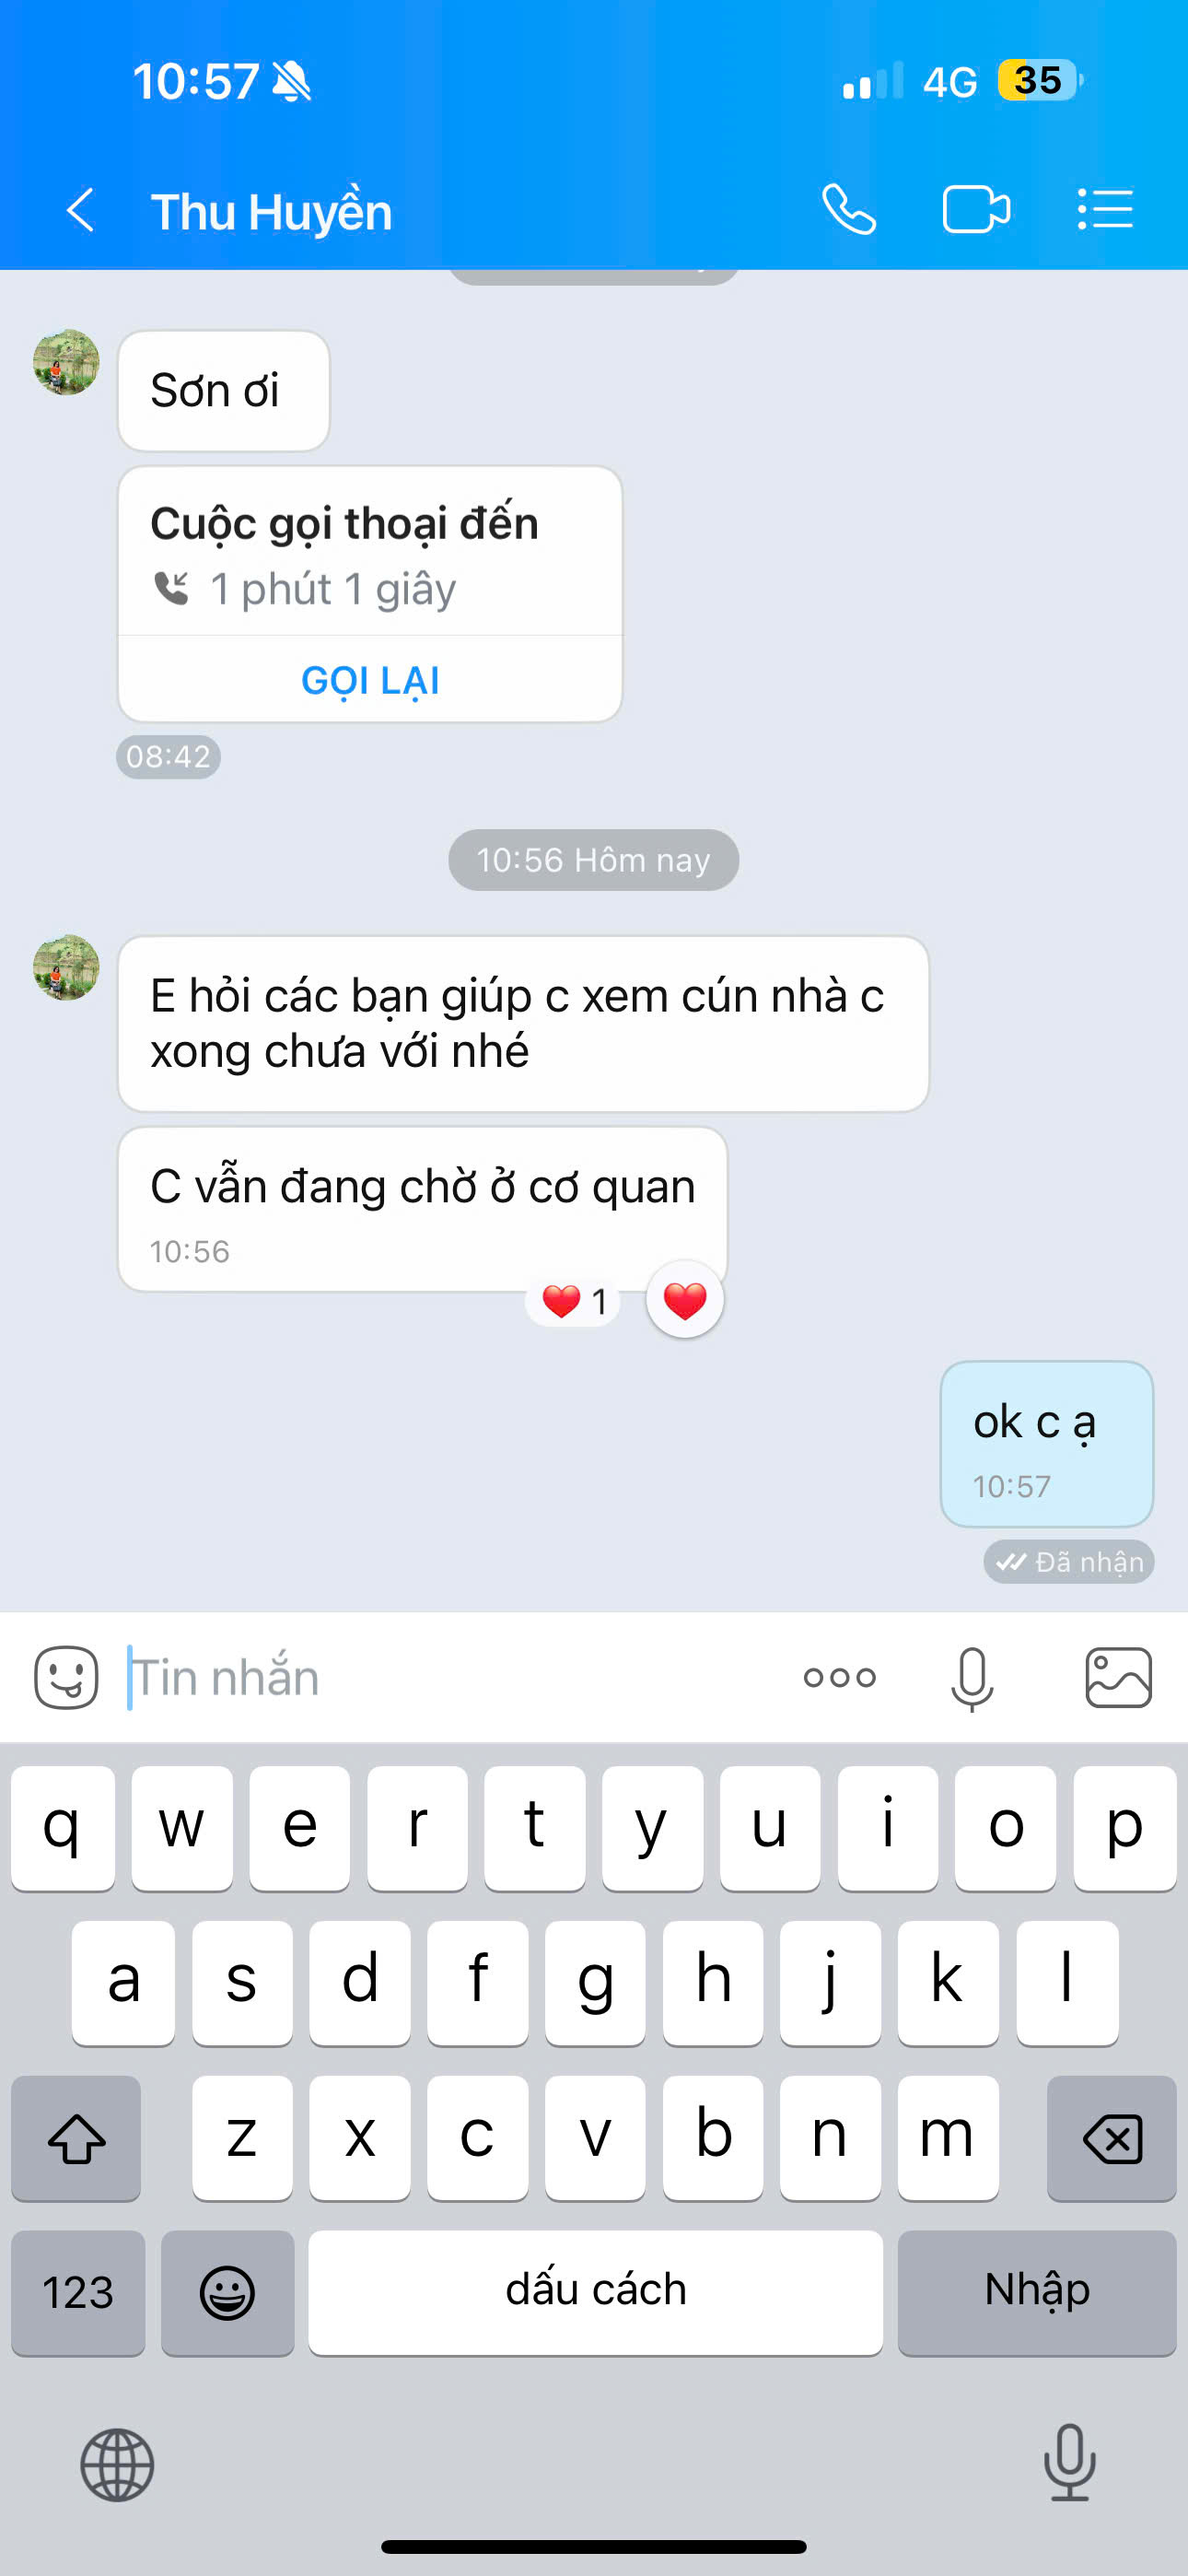 10:57
4G 35
Thu Huyền
Sơn ơi
Cuộc gọi thoại đến
1 phút 1 giây
GỌI LẠI
08:42
10:56 Hôm nay
E hỏi các bạn giúp c xem cún nhà c
xong chưa với nhé
C vẫn đang chờ ở cơ quan
10:56
1
ok c ạ
10:57
Đã nhận
Tin nhắn
q w e r t y u i o p
a s d f g h j k l
z x c v b n m
123 dấu cách Nhập